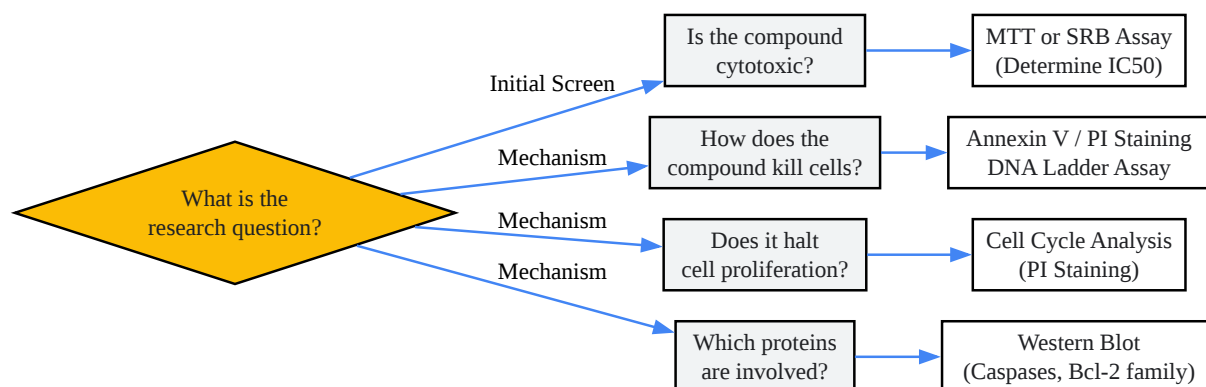 What is the
research question?
Initial Screen
Is the compound
cytotoxic?
MTT or SRB Assay
(Determine IC50)
Mechanism
How does the
compound kill cells?
Annexin V / PI Staining
DNA Ladder Assay
Mechanism
Does it halt
cell proliferation?
Cell Cycle Analysis
(PI Staining)
Mechanism
Which proteins
are involved?
Western Blot
(Caspases, Bcl-2 family)